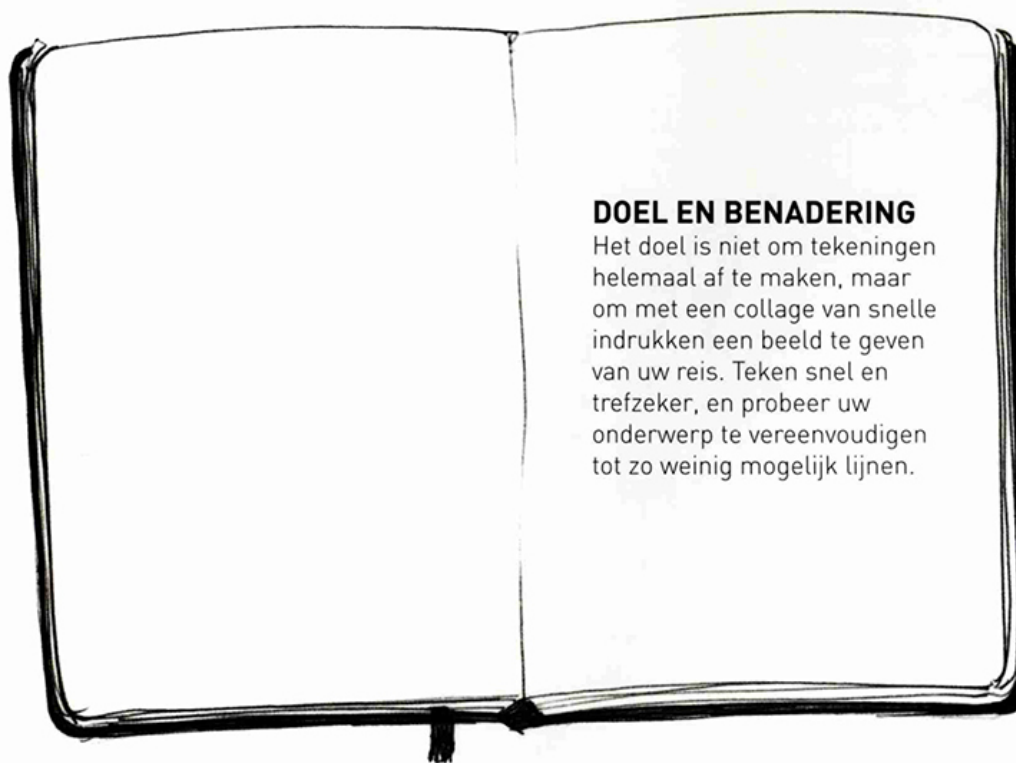 DOEL EN BENADERING
Het doel is niet om tekeningen
helemaal af te maken, maar
om met een collage van snelle
indrukken een beeld te geven
van uw reis. Teken snel en
trefzeker, en probeer uw
onderwerp te vereenvoudigen
tot zo weinig mogelijk lijnen.